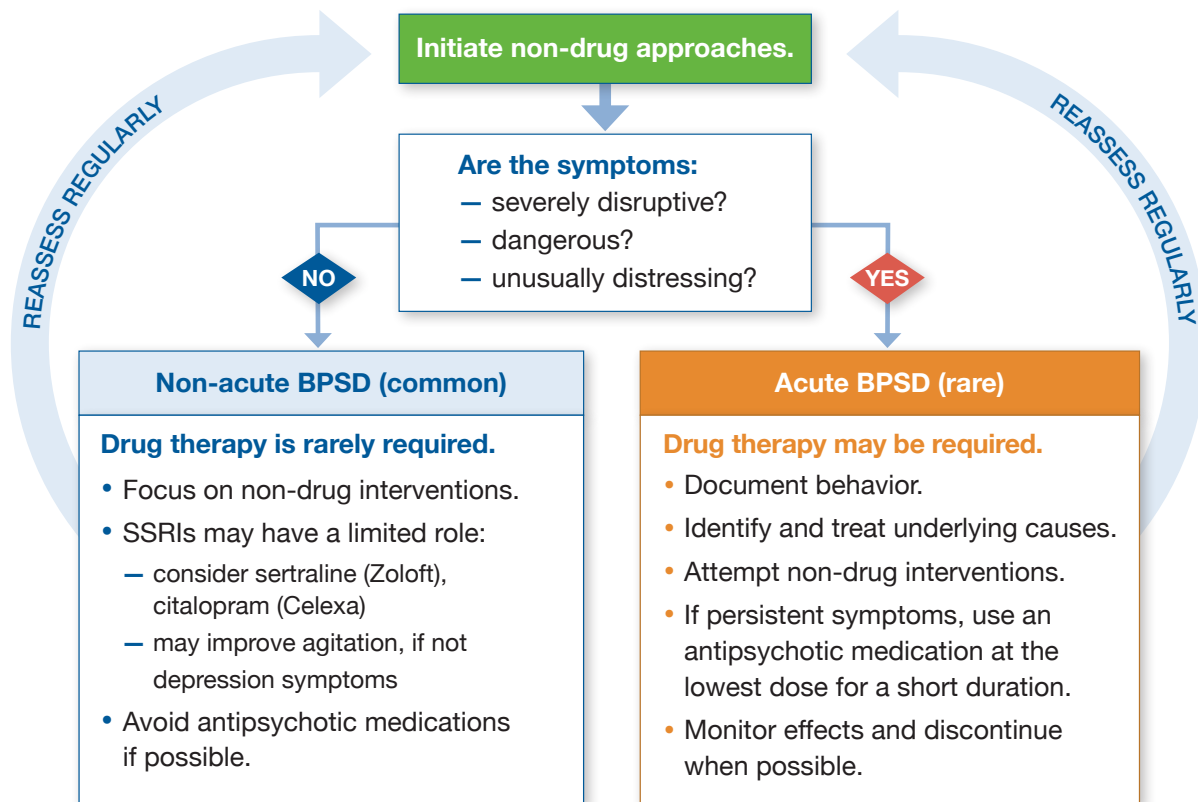 Initiate non-drug approaches.
REASSESS REGULARLY
REASSESS REGULARLY
Are the symptoms:
— severely disruptive?
— dangerous?
— unusually distressing?
NO
YES
Non-acute BPSD (common)
Drug therapy is rarely required.
• Focus on non-drug interventions.
• SSRIs may have a limited role:
— consider sertraline (Zoloft),
citalopram (Celexa)
— may improve agitation, if not
depression symptoms
• Avoid antipsychotic medications
if possible.
Acute BPSD (rare)
Drug therapy may be required.
• Document behavior.
• Identify and treat underlying causes.
• Attempt non-drug interventions.
• If persistent symptoms, use an
antipsychotic medication at the
lowest dose for a short duration.
• Monitor effects and discontinue
when possible.